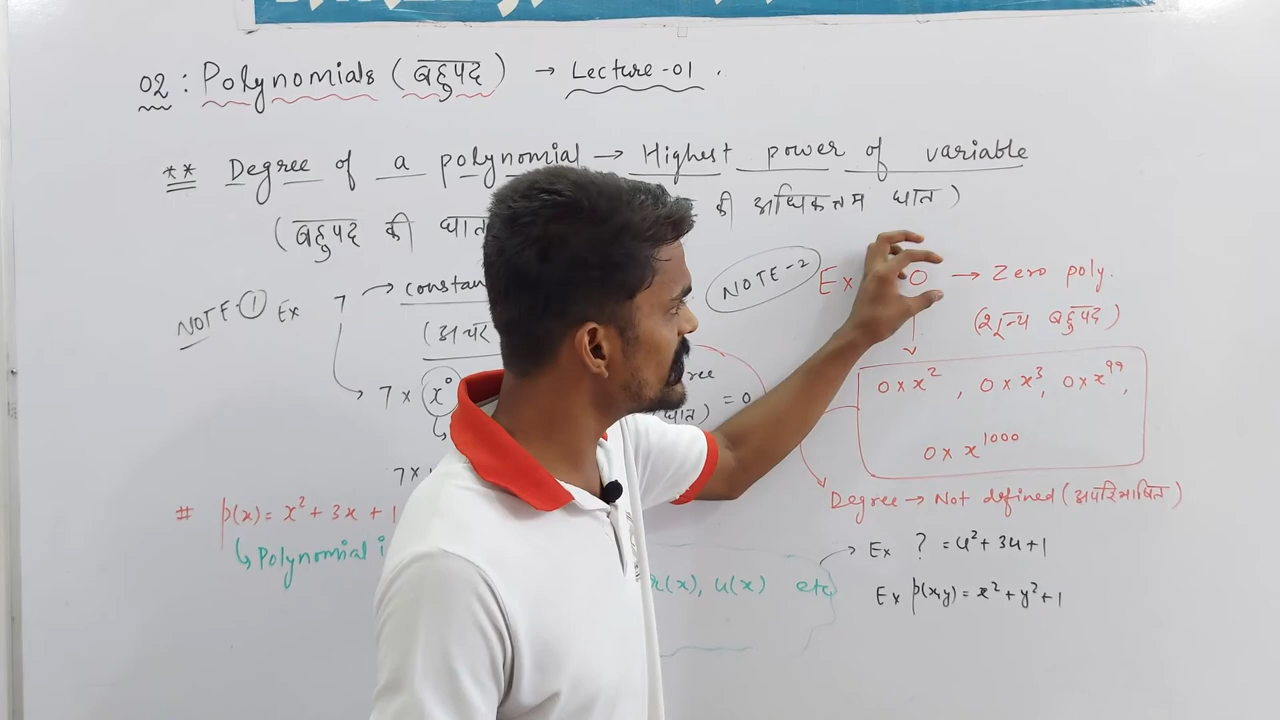 02 : Polynomials (बहुपद) → Lecture-01 .
** Degree of a polynomial → Highest power of variable
(बहुपद की घात की अधिकतम घात)
NOTE-① Ex 7 → constan
(अचर
7 × x⁰
ree
घात) = 0
7×
NOTE-2 Ex 0 → Zero poly.
(शून्य बहुपद)
0×x² , 0×x³, 0×x⁹⁹,
0×x¹⁰⁰⁰
Degree → Not defined (अपरिभाषित)
# p(x) = x² + 3x + 1
↳ Polynomial i
r(x), u(x) etc
→ Ex ? = u²+3u+1
Ex p(x,y) = x²+y²+1